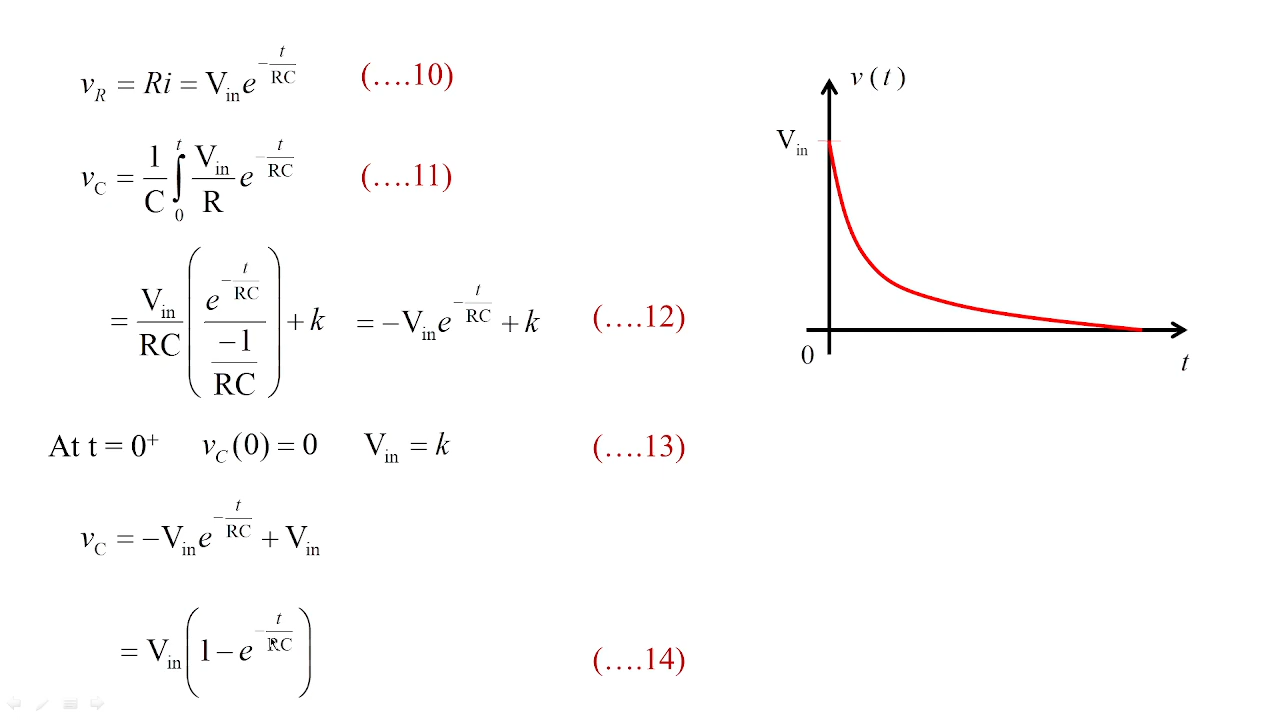 v_R = Ri = V_in e^{-t/RC} (....10)
v_C = 1/C ∫_0^t V_in/R e^{-t/RC} (....11)
= V_in/RC ( e^{-t/RC} / (-1/RC) ) + k = -V_in e^{-t/RC} + k (....12)
At t = 0⁺ v_C(0) = 0 V_in = k (....13)
v_C = -V_in e^{-t/RC} + V_in
= V_in ( 1 - e^{-t/RC} ) (....14)
v(t)
V_in
0
t